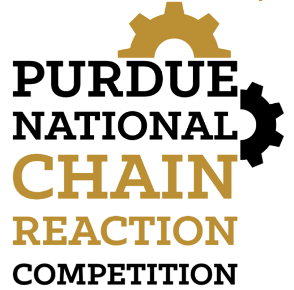 PURDUE
NATIONAL
CHAIN
REACTION
COMPETITION